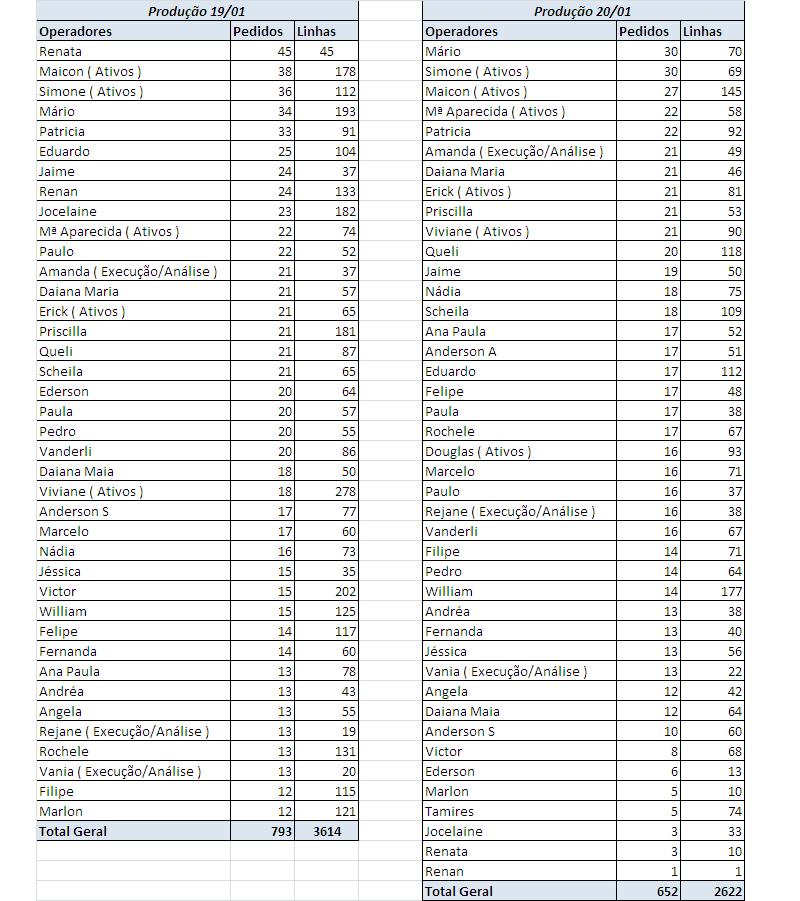 Produção 19/01
Operadores Pedidos Linhas
Renata 45 45
Maicon ( Ativos ) 38 178
Simone ( Ativos ) 36 112
Mário 34 193
Patricia 33 91
Eduardo 25 104
Jaime 24 37
Renan 24 133
Jocelaine 23 182
Mª Aparecida ( Ativos ) 22 74
Paulo 22 52
Amanda ( Execução/Análise ) 21 37
Daiana Maria 21 57
Erick ( Ativos ) 21 65
Priscilla 21 181
Queli 21 87
Scheila 21 65
Ederson 20 64
Paula 20 57
Pedro 20 55
Vanderli 20 86
Daiana Maia 18 50
Viviane ( Ativos ) 18 278
Anderson S 17 77
Marcelo 17 60
Nádia 16 73
Jéssica 15 35
Victor 15 202
William 15 125
Felipe 14 117
Fernanda 14 60
Ana Paula 13 78
Andréa 13 43
Angela 13 55
Rejane ( Execução/Análise ) 13 19
Rochele 13 131
Vania ( Execução/Análise ) 13 20
Filipe 12 115
Marlon 12 121
Total Geral 793 3614
Produção 20/01
Operadores Pedidos Linhas
Mário 30 70
Simone ( Ativos ) 30 69
Maicon ( Ativos ) 27 145
Mª Aparecida ( Ativos ) 22 58
Patricia 22 92
Amanda ( Execução/Análise ) 21 49
Daiana Maria 21 46
Erick ( Ativos ) 21 81
Priscilla 21 53
Viviane ( Ativos ) 21 90
Queli 20 118
Jaime 19 50
Nádia 18 75
Scheila 18 109
Ana Paula 17 52
Anderson A 17 51
Eduardo 17 112
Felipe 17 48
Paula 17 38
Rochele 17 67
Douglas ( Ativos ) 16 93
Marcelo 16 71
Paulo 16 37
Rejane ( Execução/Análise ) 16 38
Vanderli 16 67
Filipe 14 71
Pedro 14 64
William 14 177
Andréa 13 38
Fernanda 13 40
Jéssica 13 56
Vania ( Execução/Análise ) 13 22
Angela 12 42
Daiana Maia 12 64
Anderson S 10 60
Victor 8 68
Ederson 6 13
Marlon 5 10
Tamires 5 74
Jocelaine 3 33
Renata 3 10
Renan 1 1
Total Geral 652 2622